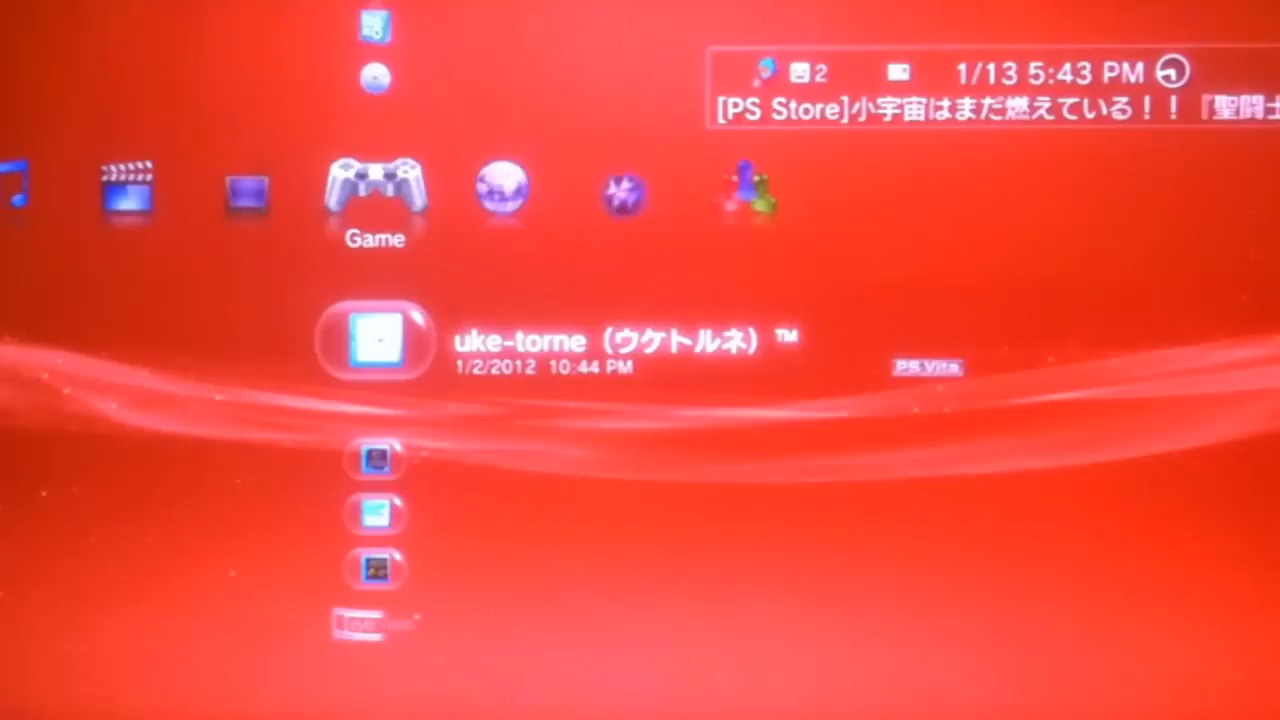 2
1/13 5:43 PM
[PS Store]小宇宙はまだ燃えている！！『聖闘士
Game
uke-torne（ウケトルネ）™
1/2/2012 10:44 PM
PS Vita